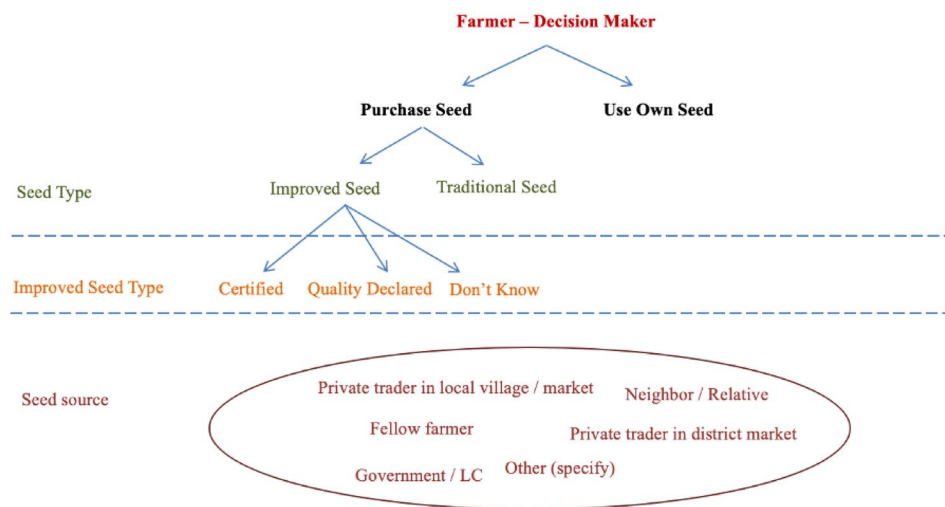 Farmer – Decision Maker
Purchase Seed
Use Own Seed
Seed Type
Improved Seed
Traditional Seed
Improved Seed Type
Certified
Quality Declared
Don’t Know
Seed source
Private trader in local village / market
Neighbor / Relative
Fellow farmer
Private trader in district market
Government / LC
Other (specify)